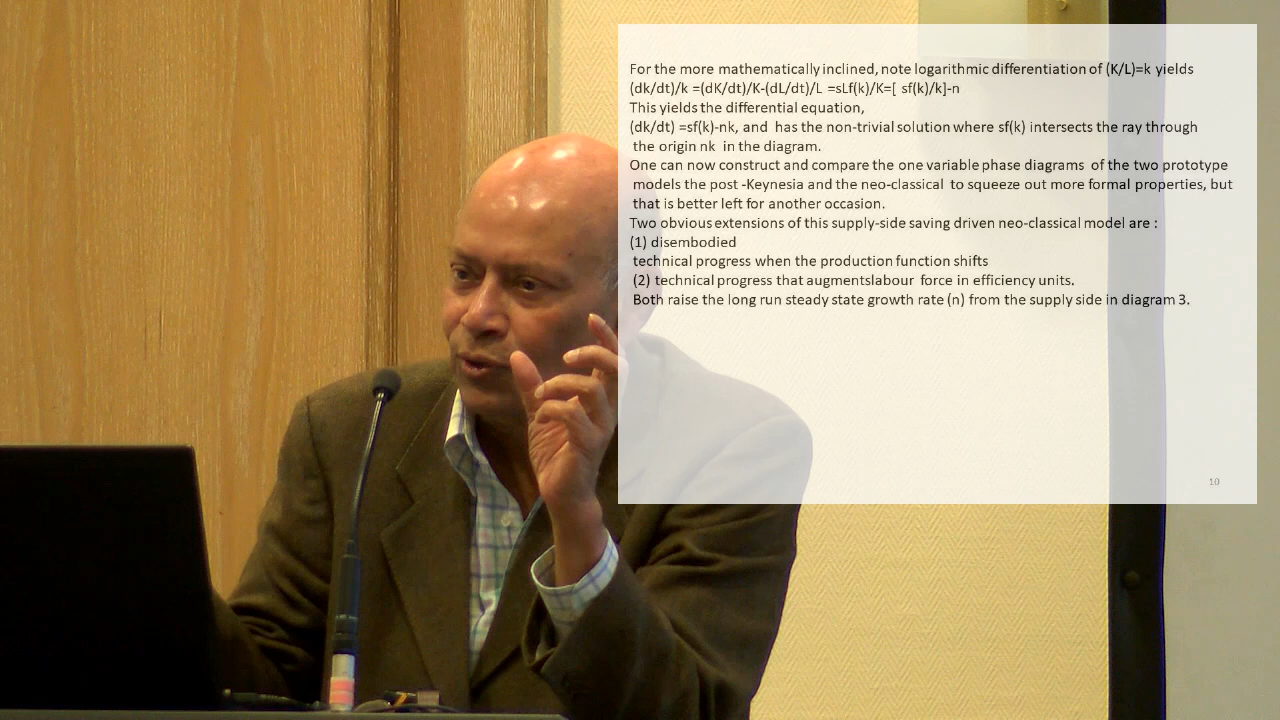 For the more mathematically inclined, note logarithmic differentiation of (K/L)=k yields
(dk/dt)/k =(dK/dt)/K-(dL/dt)/L =sLf(k)/K=[ sf(k)/k]-n
This yields the differential equation,
(dk/dt) =sf(k)-nk, and has the non-trivial solution where sf(k) intersects the ray through
the origin nk in the diagram.
One can now construct and compare the one variable phase diagrams of the two prototype
models the post -Keynesia and the neo-classical to squeeze out more formal properties, but
that is better left for another occasion.
Two obvious extensions of this supply-side saving driven neo-classical model are :
(1) disembodied
technical progress when the production function shifts
(2) technical progress that augmentslabour force in efficiency units.
Both raise the long run steady state growth rate (n) from the supply side in diagram 3.
10